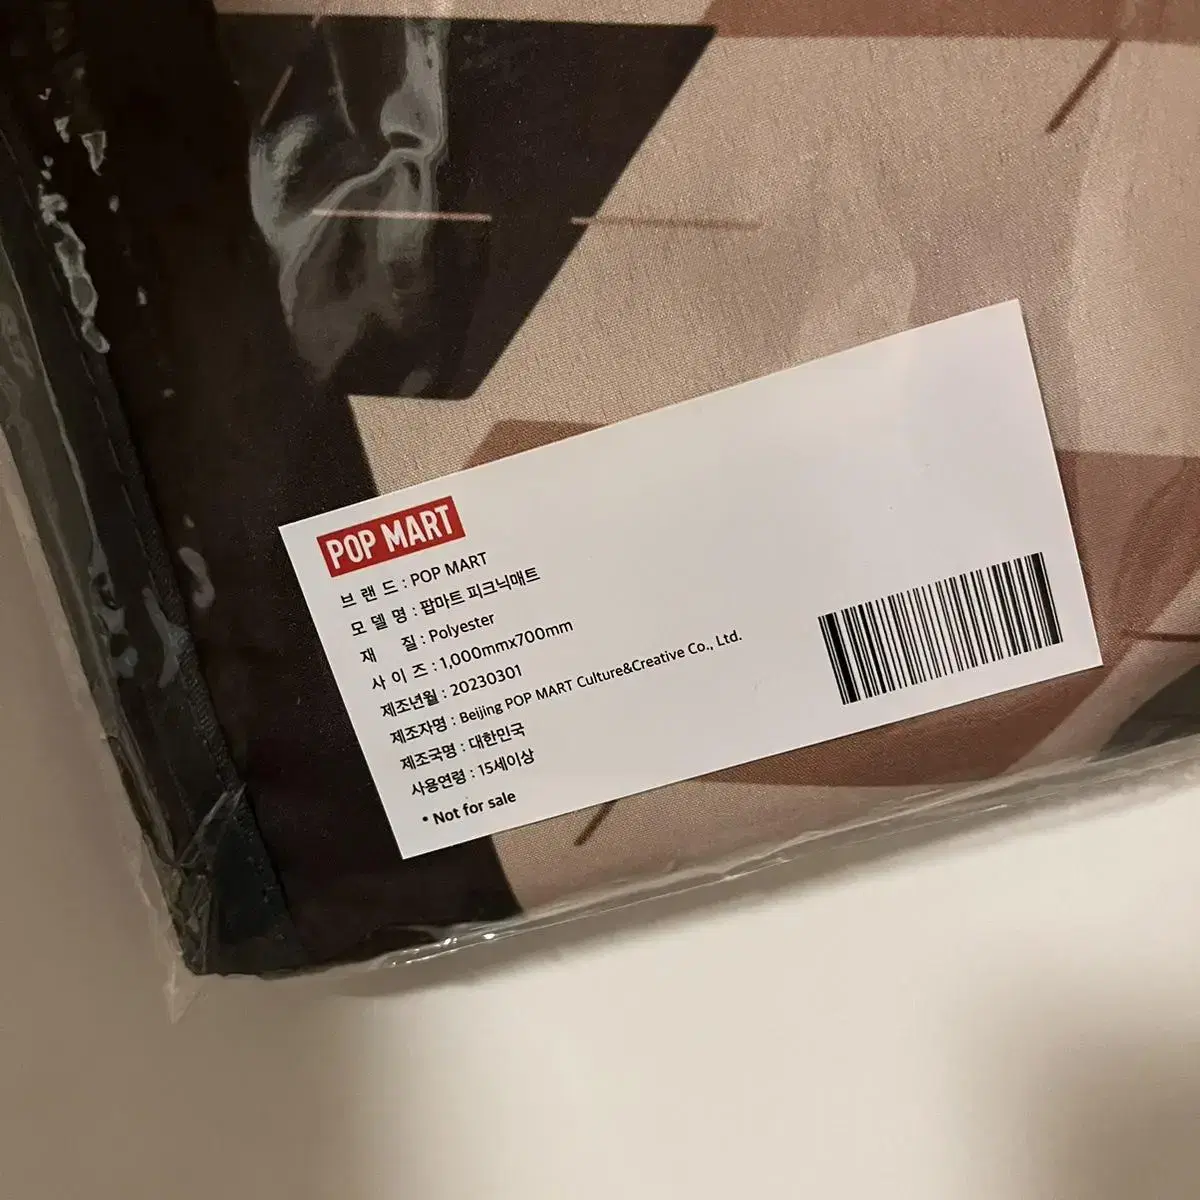 POP MART
브 랜 드 : POP MART
모 델 명 : 팝마트 피크닉매트
재 질 : Polyester
사 이 즈 : 1,000mmx700mm
제조년월 : 20230301
제조자명 : Beijing POP MART Culture&Creative Co., Ltd.
제조국명 : 대한민국
사용연령 : 15세이상
* Not for sale